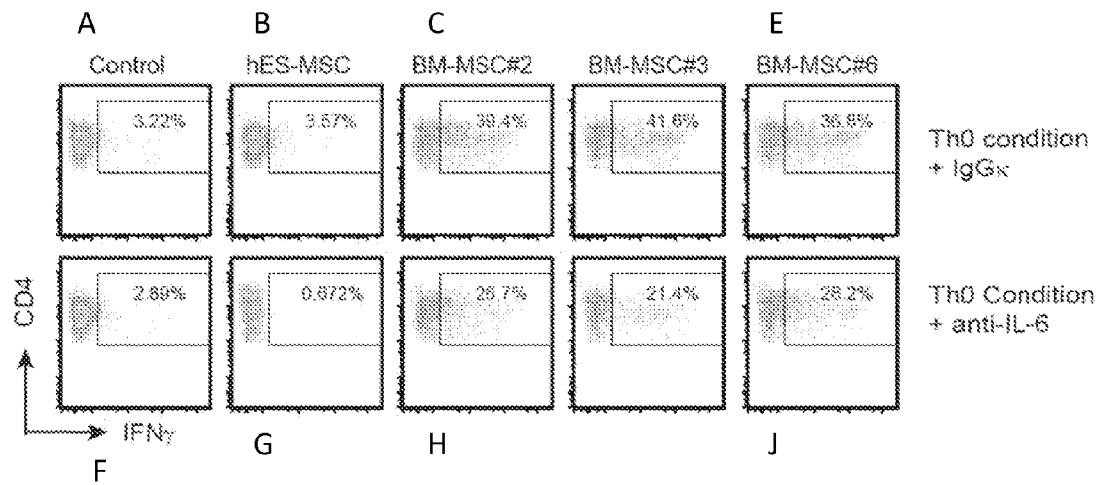 A B C E
Control hES-MSC BM-MSC#2 BM-MSC#3 BM-MSC#6
3.22% 3.57% 39.4% 41.6% 36.8%
Th0 condition
+ IgGκ
2.89% 0.672% 25.7% 21.4% 26.2%
Th0 Condition
+ anti-IL-6
CD4
IFNγ
F G H J